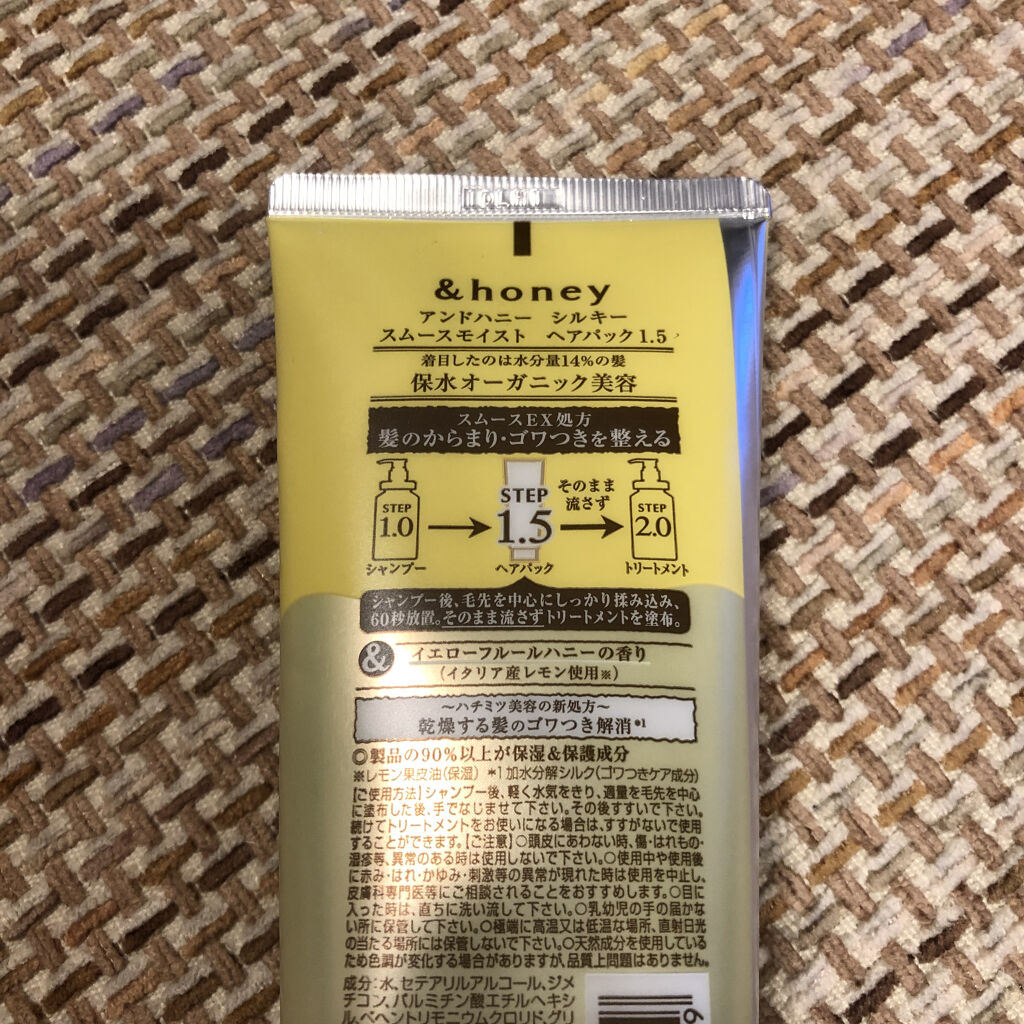 &honey
アンドハニー シルキー
スムースモイスト ヘアパック1.5
着目したのは水分量14%の髪
保水オーガニック美容
スムースEX処方
髪のからまり・ゴワつきを整える
STEP
1.0
シャンプー
STEP
1.5
ヘアパック
そのまま
流さず
STEP
2.0
トリートメント
シャンプー後、毛先を中心にしっかり揉み込み、
60秒放置。そのまま流さずトリートメントを塗布。
& イエローフルールハニーの香り
(イタリア産レモン使用※)
〜ハチミツ美容の新処方〜
乾燥する髪のゴワつき解消*1
◎製品の90%以上が保湿&保護成分
※レモン果皮油(保湿) *1加水分解シルク(ゴワつきケア成分)
【ご使用方法】シャンプー後、軽く水気をきり、適量を毛先を中心
に塗布した後、手でなじませて下さい。その後すすいで下さい。
続けてトリートメントをお使いになる場合は、すすがないで使用
することができます。【ご注意】○頭皮にあわない時、傷・はれもの・
湿疹等、異常のある時は使用しないで下さい。○使用中や使用後
に赤み・はれ・かゆみ・刺激等の異常が現れた時は使用を中止し、
皮膚科専門医等にご相談されることをおすすめします。○目に
入った時は、直ちに洗い流して下さい。○乳幼児の手の届かな
い所に保管して下さい。○極端に高温又は低温な場所、直射日光
の当たる場所には保管しないで下さい。○天然成分を使用している
ため色調が変化する場合がありますが、品質上問題はありません。
成分:水、セテアリルアルコール、ジメ
チコン、パルミチン酸エチルヘキシ
ル、ベヘントリモニウムクロリド、グリ